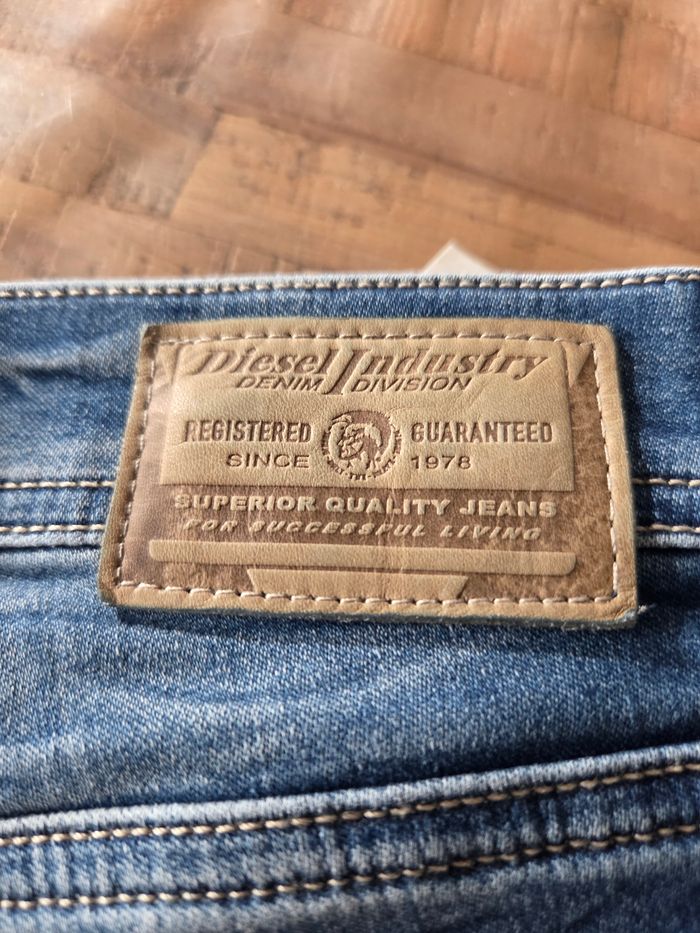 Diesel Industry
DENIM DIVISION
REGISTERED GUARANTEED
SINCE 1978
SUPERIOR QUALITY JEANS
FOR SUCCESSFUL LIVING